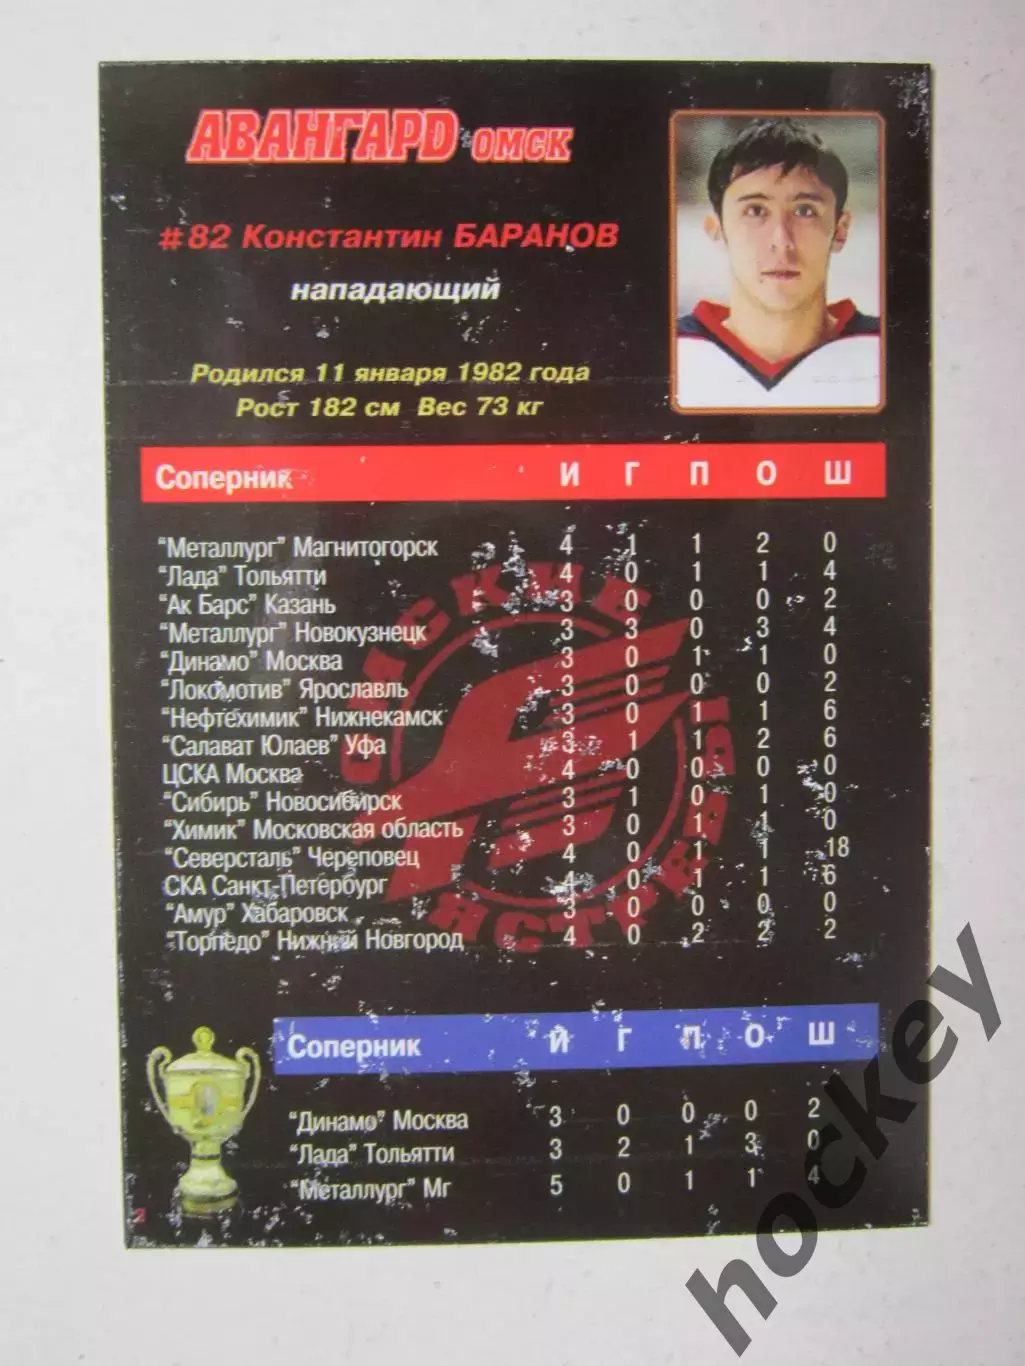 АВАНГАРД ОМСК
#82 Константин БАРАНОВ
нападающий
Родился 11 января 1982 года
Рост 182 см Вес 73 кг
Соперник И Г П О Ш
"Металлург" Магнитогорск 4 1 1 2 0
"Лада" Тольятти 4 0 1 1 4
"Ак Барс" Казань 3 0 0 0 2
"Металлург" Новокузнецк 3 3 0 3 4
"Динамо" Москва 3 0 1 1 0
"Локомотив" Ярославль 3 0 0 0 2
"Нефтехимик" Нижнекамск 3 0 1 1 6
"Салават Юлаев" Уфа 3 1 1 2 6
ЦСКА Москва 4 0 0 0 0
"Сибирь" Новосибирск 3 1 0 1 0
"Химик" Московская область 3 0 1 1 0
"Северсталь" Череповец 4 0 1 1 18
СКА Санкт-Петербург 4 0 1 1 6
"Амур" Хабаровск 3 0 0 0 0
"Торпедо" Нижний Новгород 4 0 2 2 2
ОМСКИЕ ЯСТРЕБЫ
Соперник И Г П О Ш
"Динамо" Москва 3 0 0 0 2
"Лада" Тольятти 3 2 1 3 0
"Металлург" Мг 5 0 1 1 4
2
hockey